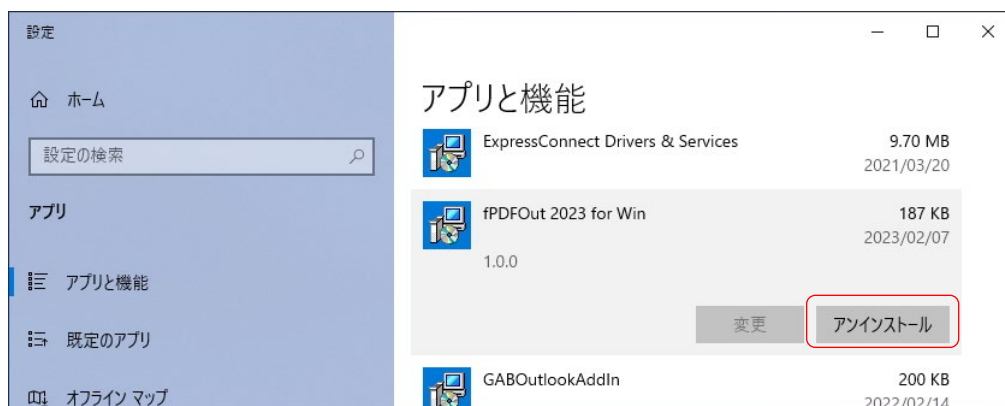 設定
ホーム
設定の検索
アプリ
アプリと機能
既定のアプリ
オフライン マップ
アプリと機能
ExpressConnect Drivers & Services
9.70 MB
2021/03/20
fPDFOut 2023 for Win
187 KB
2023/02/07
1.0.0
変更
アンインストール
GABOutlookAddIn
200 KB
2022/02/14